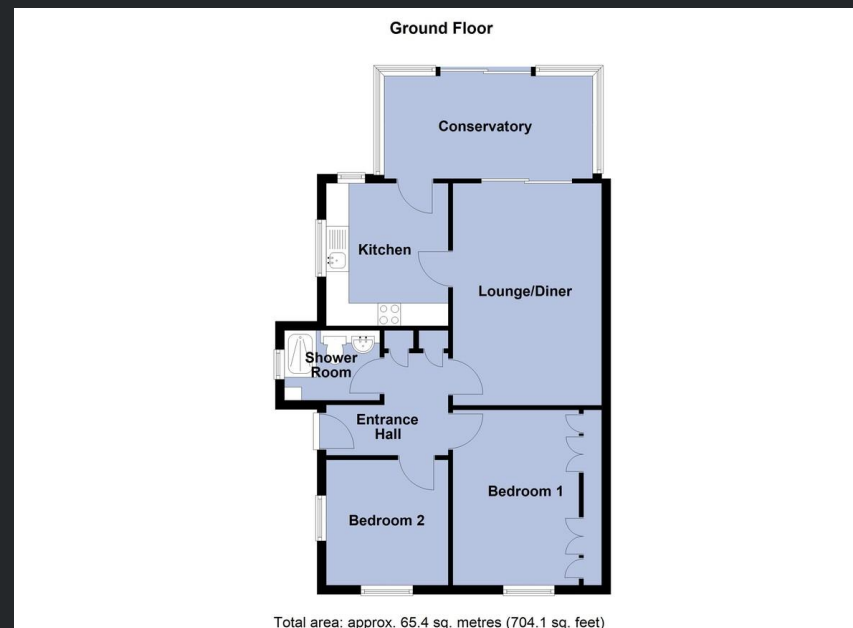 Ground Floor
Conservatory
Kitchen
Lounge/Diner
Shower
Room
Entrance
Hall
Bedroom 1
Bedroom 2
Total area: approx. 65.4 sq. metres (704.1 sq. feet)